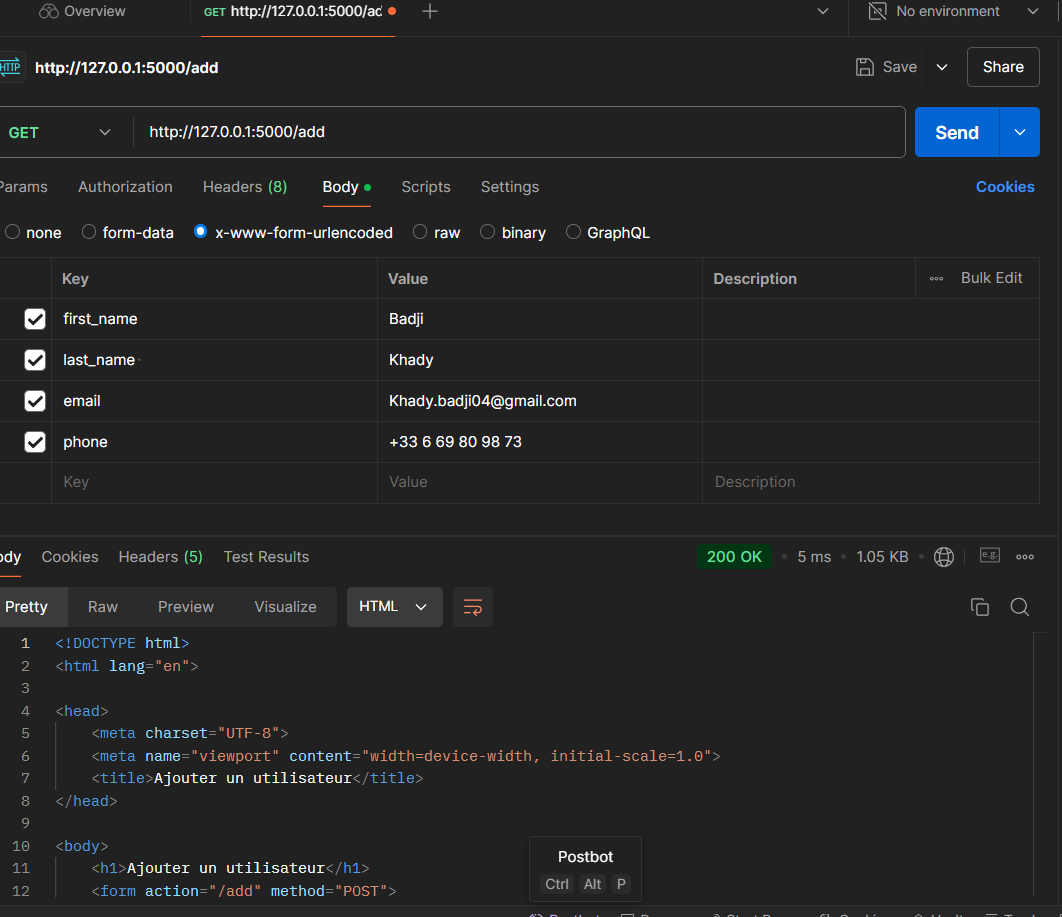 Overview GET http://127.0.0.1:5000/ad No environment
HTTP http://127.0.0.1:5000/add Save Share
GET http://127.0.0.1:5000/add Send
Params Authorization Headers (8) Body Scripts Settings Cookies
none form-data x-www-form-urlencoded raw binary GraphQL
Key Value Description Bulk Edit
first_name Badji
last_name Khady
email Khady.badji04@gmail.com
phone +33 6 69 80 98 73
Key Value Description
ody Cookies Headers (5) Test Results 200 OK 5 ms 1.05 KB e.g.
Pretty Raw Preview Visualize HTML
1 <!DOCTYPE html>
2 <html lang="en">
3
4 <head>
5 <meta charset="UTF-8">
6 <meta name="viewport" content="width=device-width, initial-scale=1.0">
7 <title>Ajouter un utilisateur</title>
8 </head>
9
10 <body>
11 <h1>Ajouter un utilisateur</h1>
12 <form action="/add" method="POST">
Postbot
Ctrl Alt P